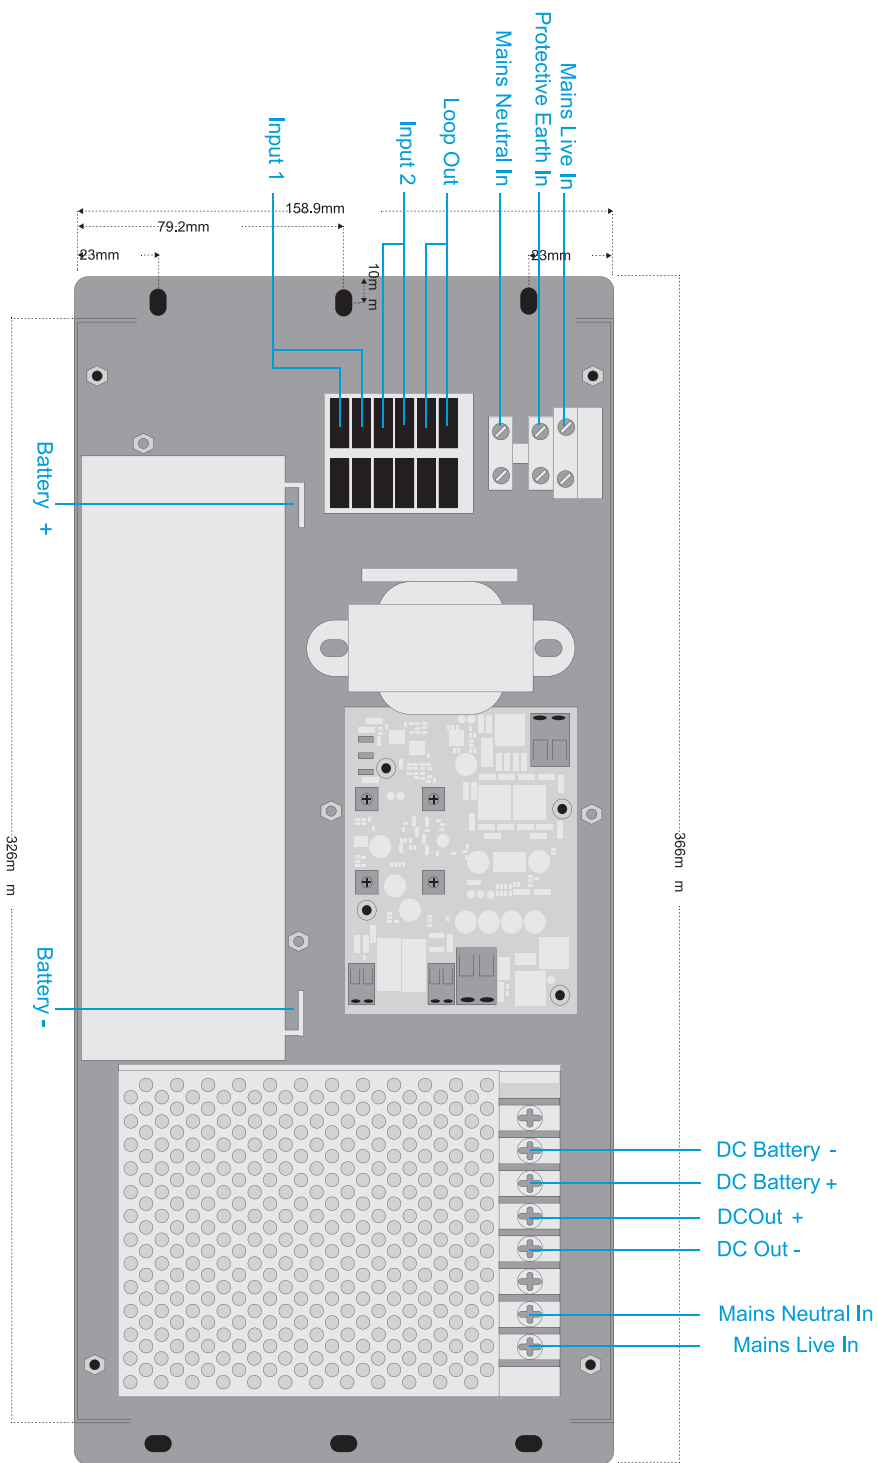 Mains Live In
Protective Earth In
Mains Neutral In
Loop Out
Input 2
Input 1
158.9mm
79.2mm
23mm
23mm
10m m
Battery +
326m m
366m m
Battery -
DC Battery -
DC Battery +
DCOut +
DC Out -
Mains Neutral In
Mains Live In